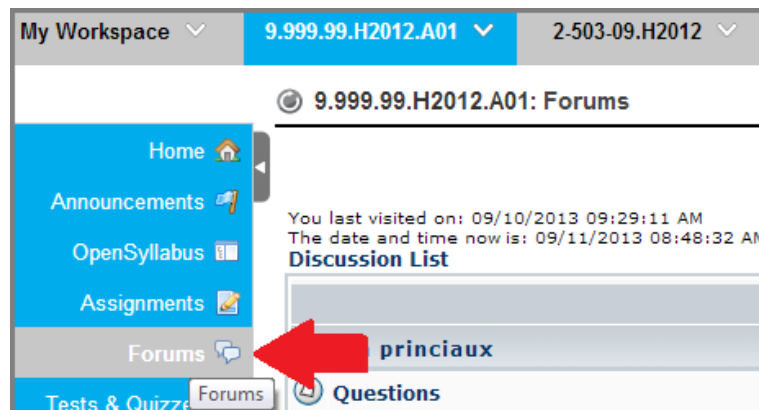 My Workspace 9.999.99.H2012.A01 2-503-09.H2012
9.999.99.H2012.A01: Forums
Home
Announcements
OpenSyllabus
Assignments
Forums
Tests & Quizze
Forums
You last visited on: 09/10/2013 09:29:11 AM
The date and time now is: 09/11/2013 08:48:32 AM
Discussion List
princiaux
Questions